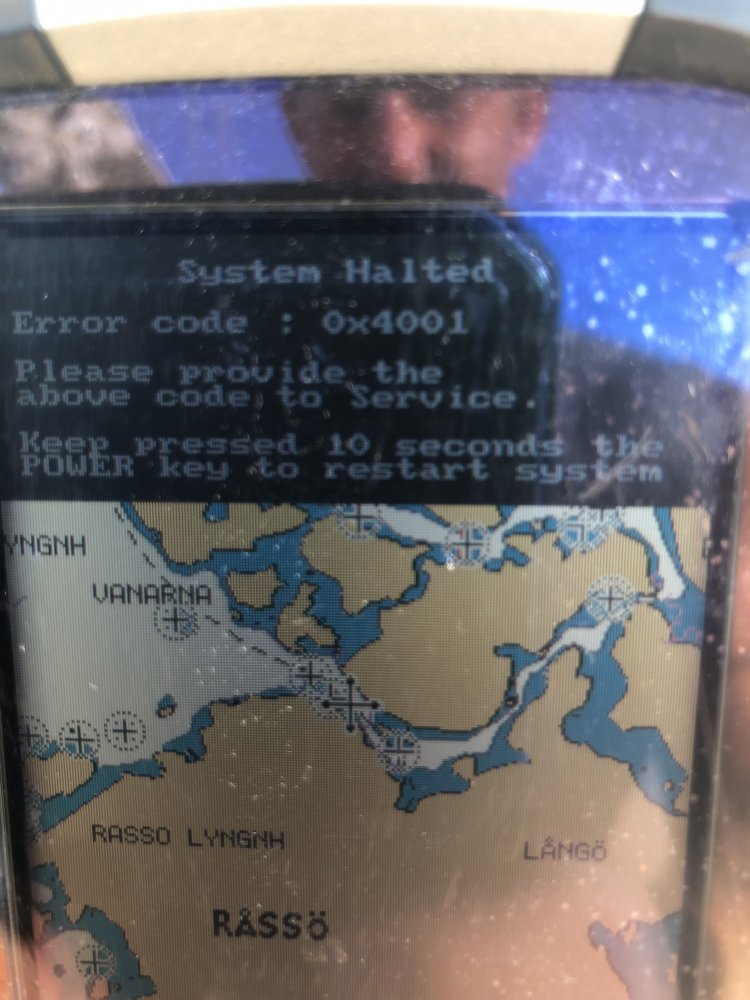 System Halted
Error code : 0x4001
Please provide the
above code to Service.
Keep pressed 10 seconds the
POWER key to restart system
YNGNH
VANARNA
RASSO LYNGNH
LÅNGÖ
RÅSSÖ